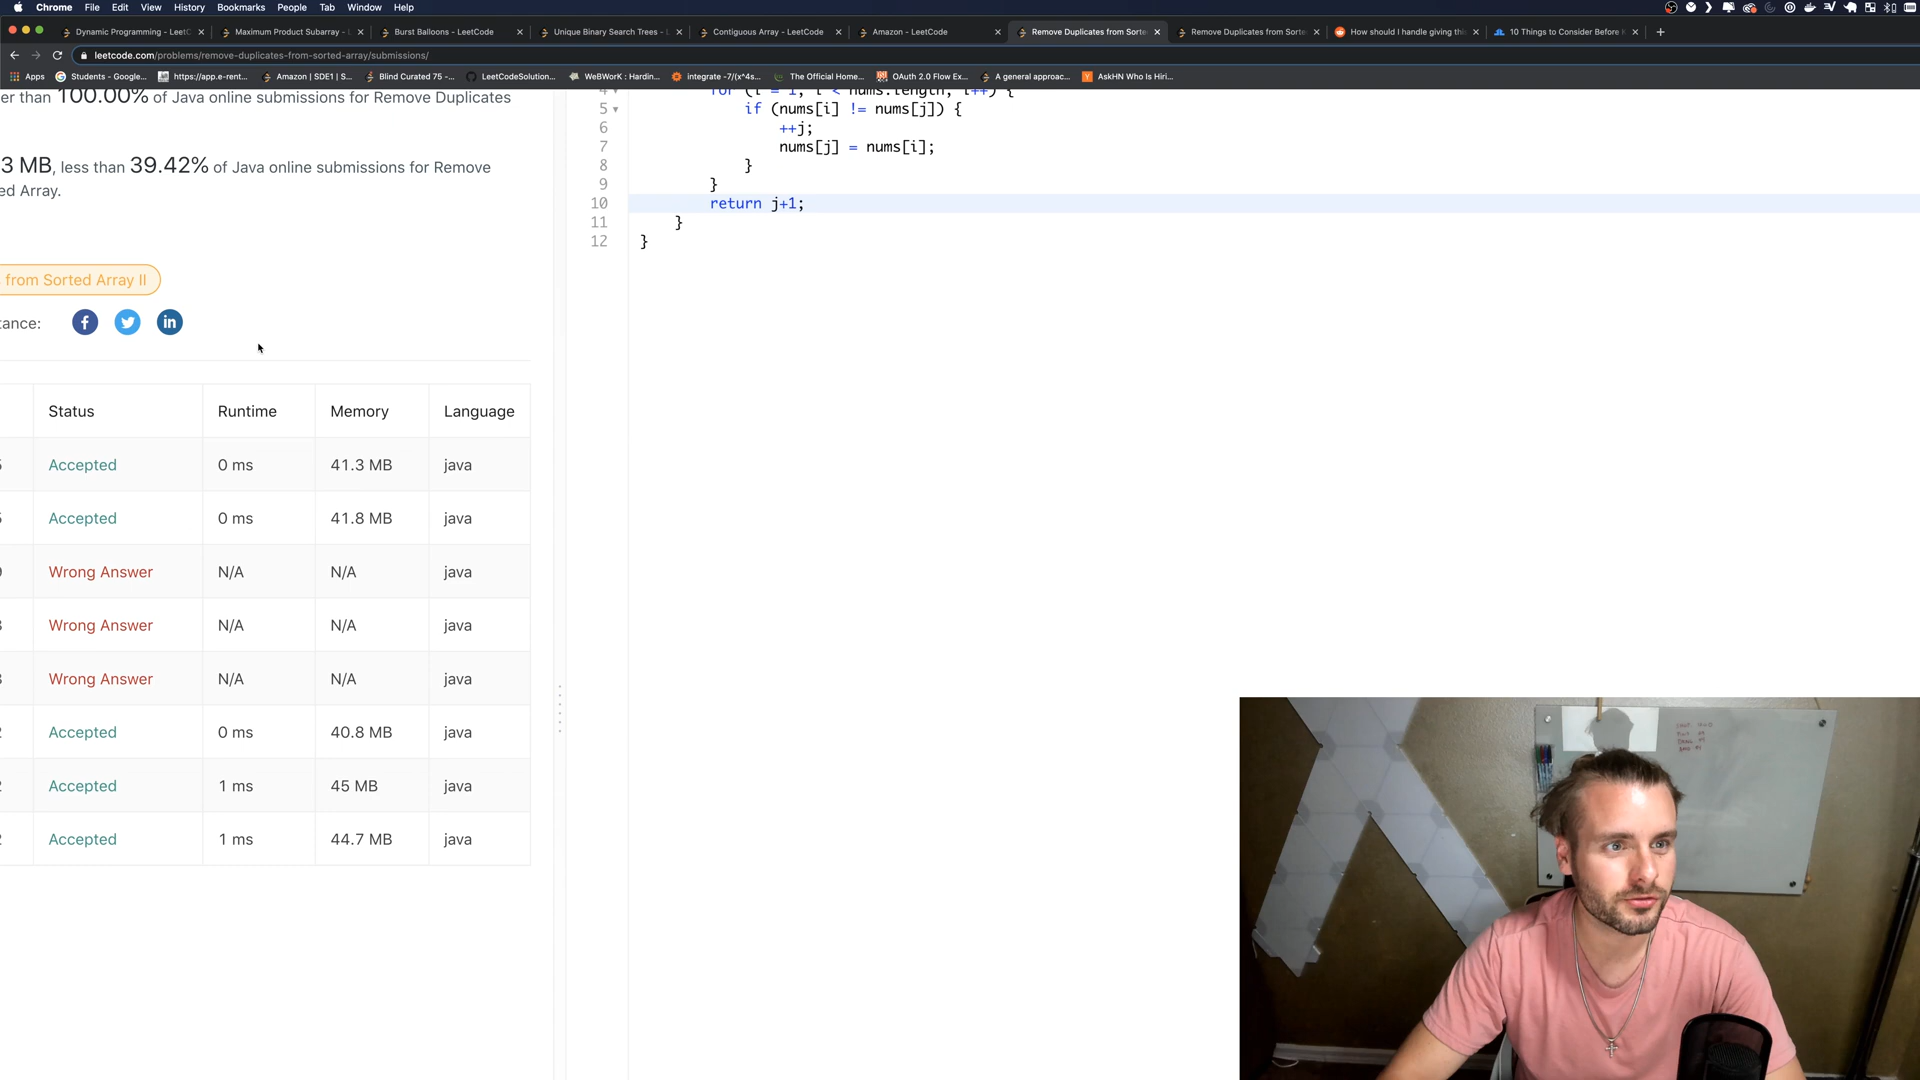 Chrome File Edit View History Bookmarks People Tab Window Help
Dynamic Programming - LeetC
Maximum Product Subarray -
Burst Balloons - LeetCode
Unique Binary Search Trees -
Contiguous Array - LeetCode
Amazon - LeetCode
Remove Duplicates from Sorte
Remove Duplicates from Sorte
How should I handle giving thi
10 Things to Consider Before
leetcode.com/problems/remove-duplicates-from-sorted-array/submissions/
Apps
Students - Google...
https://app.e-rent...
Amazon | SDE1 | S...
Blind Curated 75 -...
LeetCodeSolution...
WeBWorK : Hardin...
integrate -7/(x^4s...
The Official Home...
OAuth 2.0 Flow Ex...
A general approac...
AskHN Who Is Hiri...
er than 100.00% of Java online submissions for Remove Duplicates
3 MB, less than 39.42% of Java online submissions for Remove
ed Array.
from Sorted Array II
tance:
Status Runtime Memory Language
Accepted 0 ms 41.3 MB java
Accepted 0 ms 41.8 MB java
Wrong Answer N/A N/A java
Wrong Answer N/A N/A java
Wrong Answer N/A N/A java
Accepted 0 ms 40.8 MB java
Accepted 1 ms 45 MB java
Accepted 1 ms 44.7 MB java
4 for (i = 1; i < nums.length; i++) {
5 if (nums[i] != nums[j]) {
6 ++j;
7 nums[j] = nums[i];
8 }
9 }
10 return j+1;
11 }
12 }